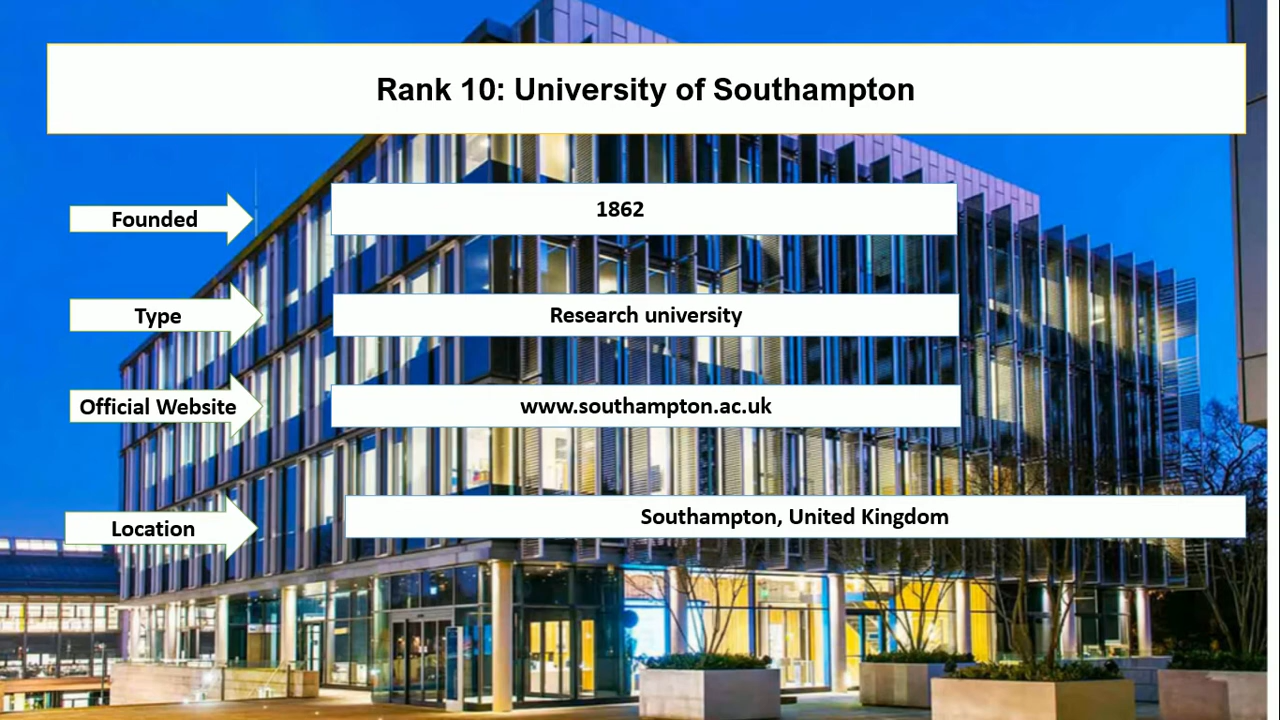 Rank 10: University of Southampton
Founded
1862
Type
Research university
Official Website
www.southampton.ac.uk
Location
Southampton, United Kingdom